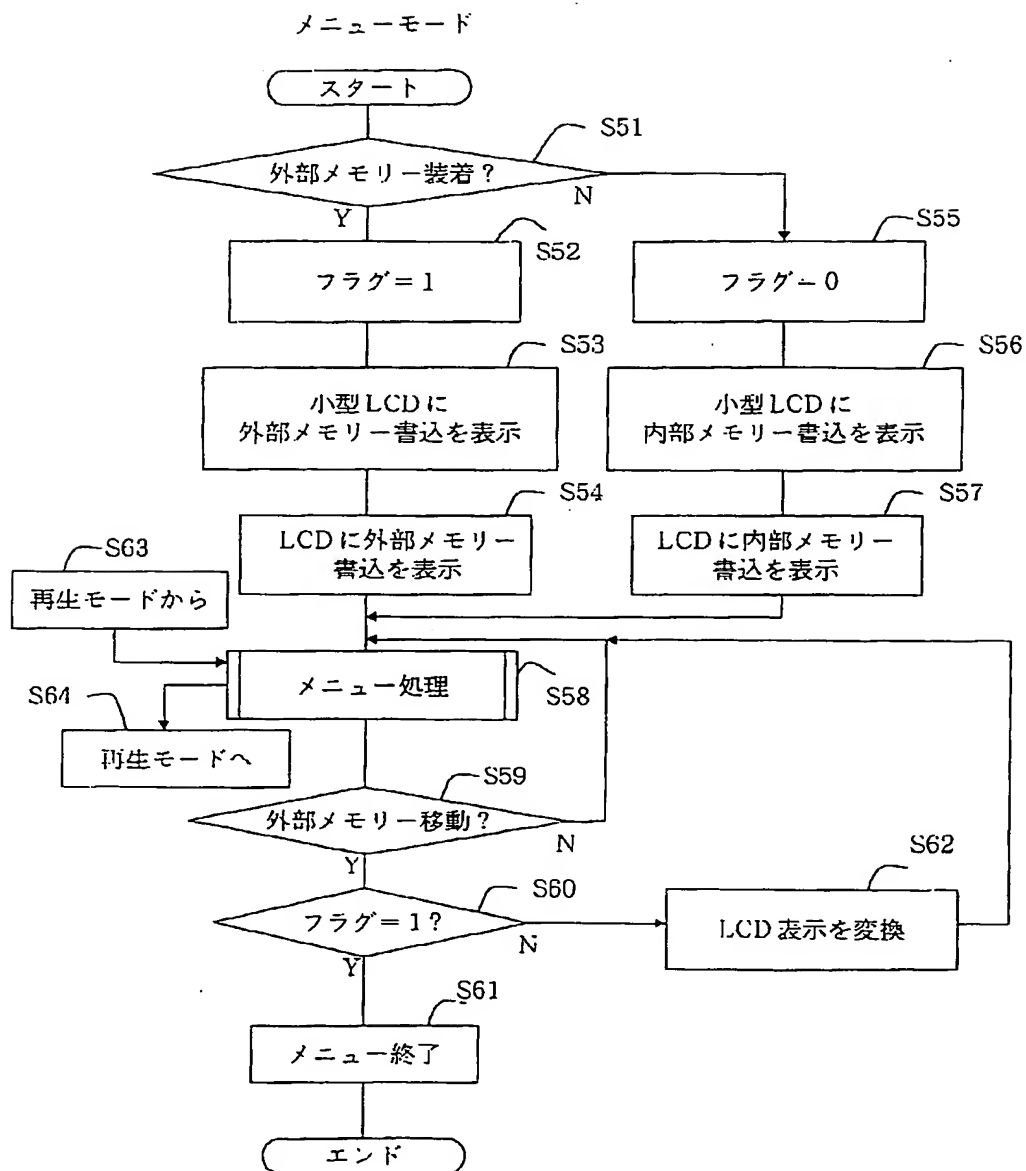 メニューモード
スタート
S51
外部メモリー装着?
Y
N
S52
フラグ=1
S55
フラグ=0
S53
小型LCDに
外部メモリー書込を表示
S56
小型LCDに
内部メモリー書込を表示
S54
LCDに外部メモリー
書込を表示
S57
LCDに内部メモリー
書込を表示
S63
再生モードから
メニュー処理
S58
S64
再生モードへ
S59
外部メモリー移動?
N
Y
S60
フラグ=1?
N
Y
S62
LCD表示を変換
S61
メニュー終了
エンド